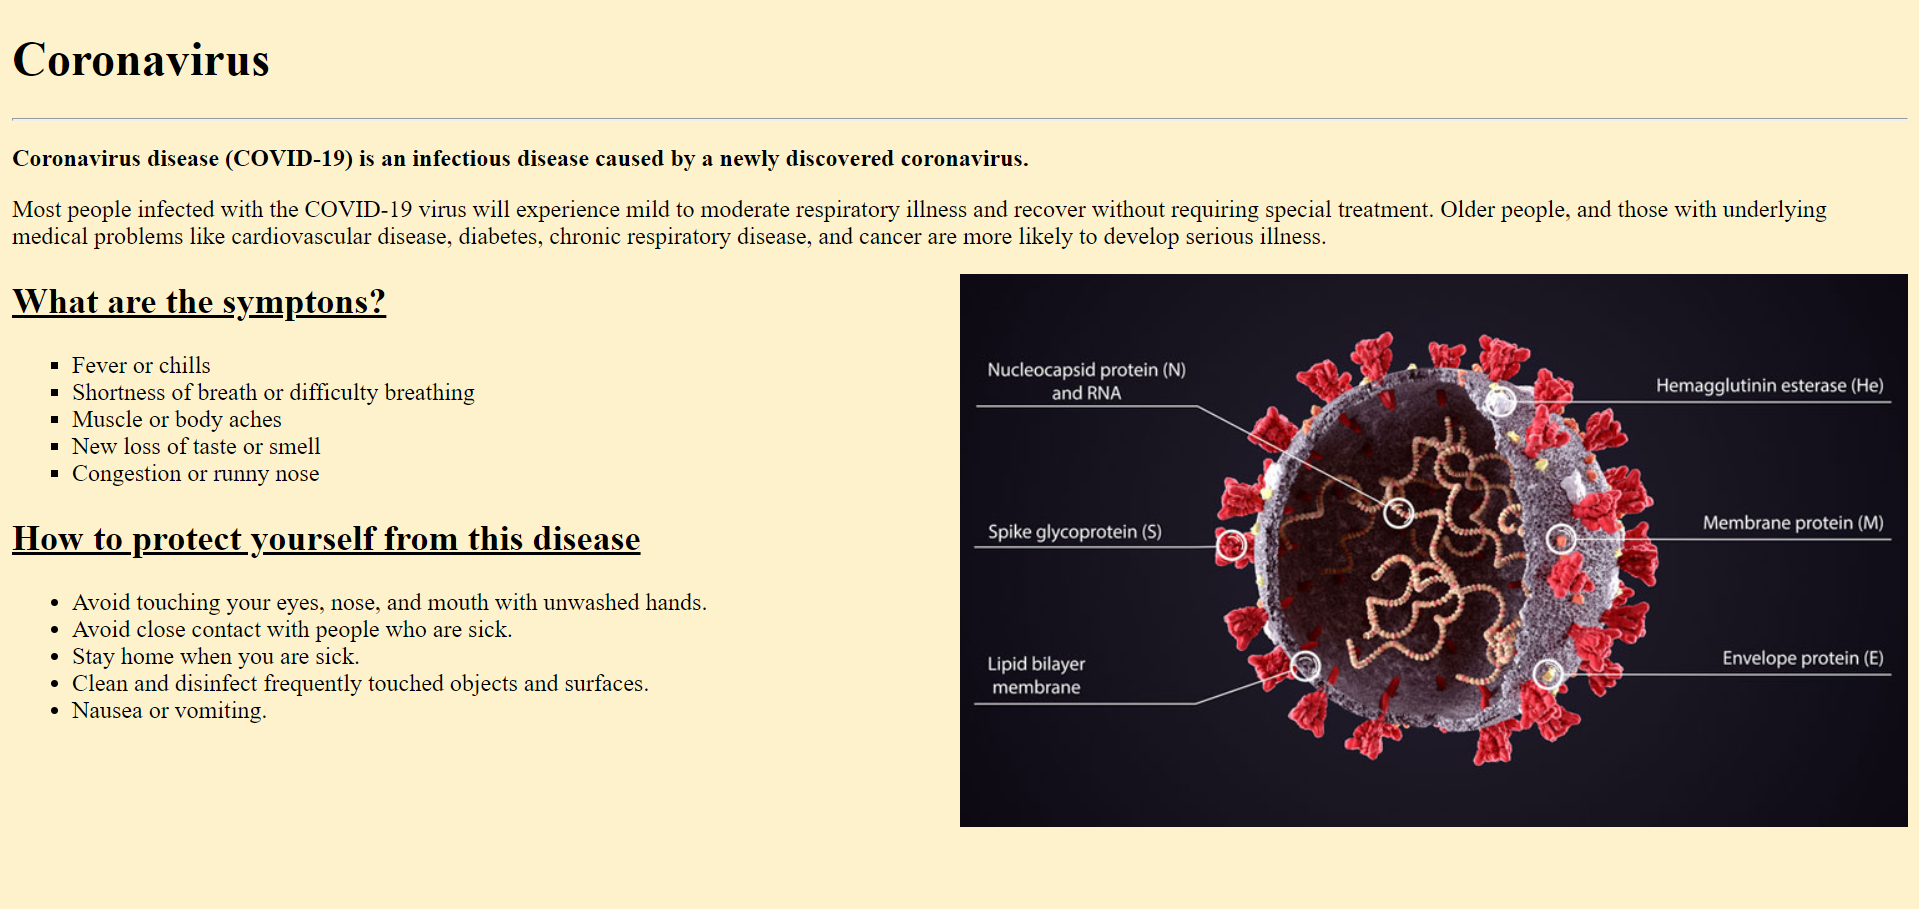 Coronavirus
Coronavirus disease (COVID-19) is an infectious disease caused by a newly discovered coronavirus.
Most people infected with the COVID-19 virus will experience mild to moderate respiratory illness and recover without requiring special treatment. Older people, and those with underlying
medical problems like cardiovascular disease, diabetes, chronic respiratory disease, and cancer are more likely to develop serious illness.
What are the symptons?
Fever or chills
Shortness of breath or difficulty breathing
Muscle or body aches
New loss of taste or smell
Congestion or runny nose
How to protect yourself from this disease
Avoid touching your eyes, nose, and mouth with unwashed hands.
Avoid close contact with people who are sick.
Stay home when you are sick.
Clean and disinfect frequently touched objects and surfaces.
Nausea or vomiting.
Nucleocapsid protein (N)
and RNA
Spike glycoprotein (S)
Lipid bilayer
membrane
Hemagglutinin esterase (He)
Membrane protein (M)
Envelope protein (E)